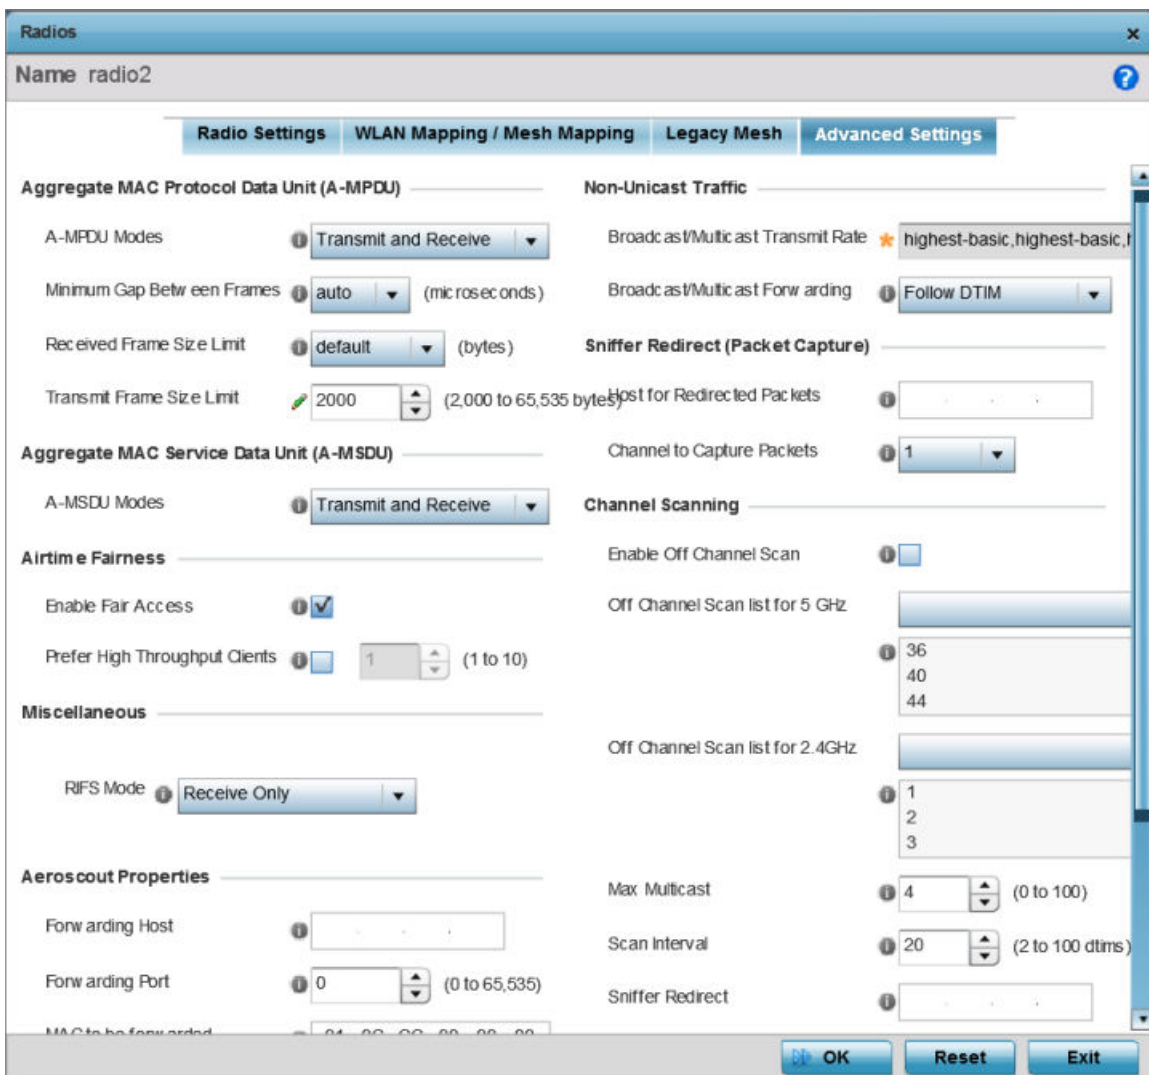 Radios
Name radio2
Radio Settings
WLAN Mapping / Mesh Mapping
Legacy Mesh
Advanced Settings
Aggregate MAC Protocol Data Unit (A-MPDU)
A-MPDU Modes
Transmit and Receive
Minimum Gap Between Frames
auto
(microseconds)
Received Frame Size Limit
default
(bytes)
Transmit Frame Size Limit
2000
(2,000 to 65,535 bytes)
Aggregate MAC Service Data Unit (A-MSDU)
A-MSDU Modes
Transmit and Receive
Airtime Fairness
Enable Fair Access
Prefer High Throughput Clients
1
(1 to 10)
Miscellaneous
RIFS Mode
Receive Only
Aeroscout Properties
Forwarding Host
Forwarding Port
0
(0 to 65,535)
MAC to be forwarded
Non-Unicast Traffic
Broadcast/Multicast Transmit Rate
highest-basic,highest-basic,h
Broadcast/Multicast Forwarding
Follow DTIM
Sniffer Redirect (Packet Capture)
Host for Redirected Packets
Channel to Capture Packets
1
Channel Scanning
Enable Off Channel Scan
Off Channel Scan list for 5 GHz
36
40
44
Off Channel Scan list for 2.4GHz
1
2
3
Max Multicast
4
(0 to 100)
Scan Interval
20
(2 to 100 dtims)
Sniffer Redirect
OK
Reset
Exit